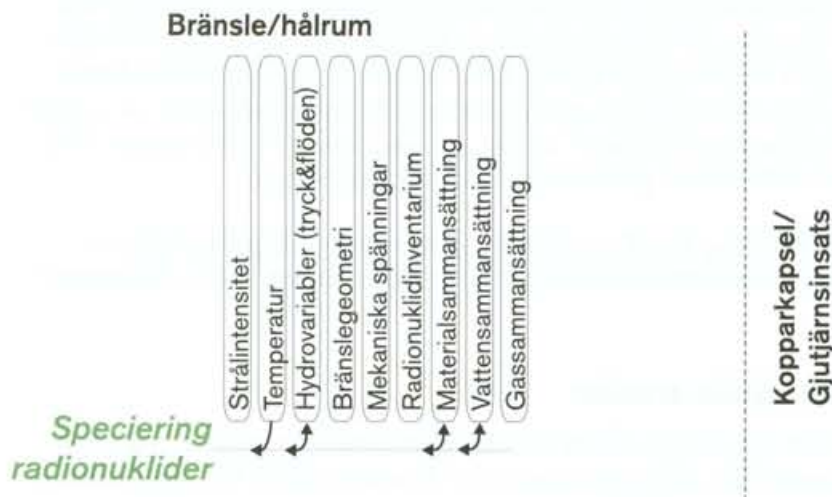 Bränsle/hålrum
Strålintensitet
Temperatur
Hydrovariabler (tryck&flöden)
Bränslegeometri
Mekaniska spänningar
Radionuklidinventarium
Materialsammansättning
Vattensammansättning
Gassammansättning
Kopparkapsel/
Gjutjärnsinsats
Speciering
radionuklider